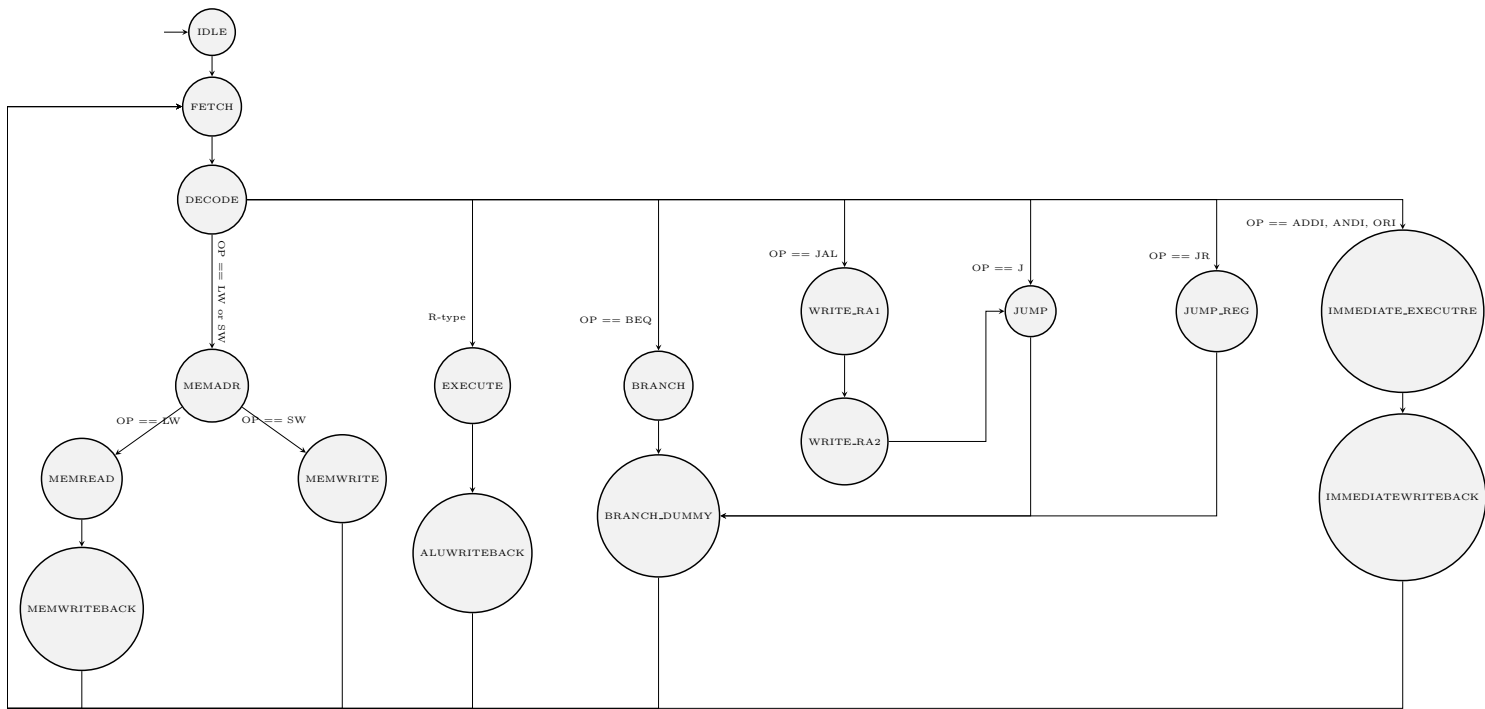 IDLE
FETCH
DECODE
OP == ADDI, ANDI, ORI
OP == JAL
OP == JR
OP == J
OP == LW or SW
R-type
OP == BEQ
WRITE_RA1
JUMP
JUMP_REG
IMMEDIATE_EXECUTRE
MEMADR
EXECUTE
BRANCH
OP == LW
OP == SW
WRITE_RA2
MEMREAD
MEMWRITE
IMMEDIATEWRITEBACK
BRANCH_DUMMY
ALUWRITEBACK
MEMWRITEBACK